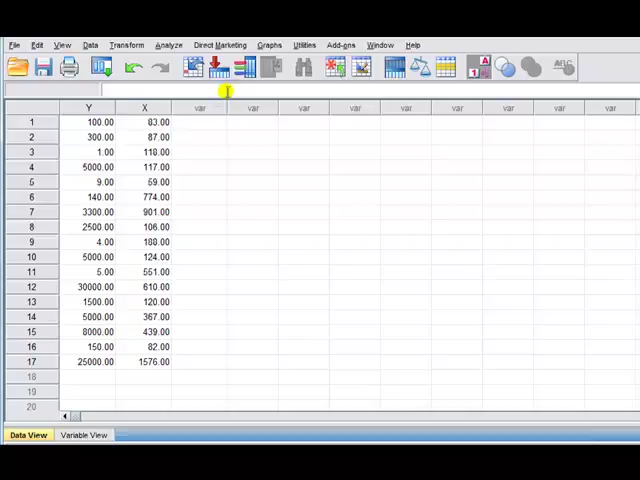 File Edit View Data Transform Analyze Direct Marketing Graphs Utilities Add-ons Window Help
A
1
Y X var var var var var var var var var
1 100.00 83.00
2 300.00 87.00
3 1.00 118.00
4 5000.00 117.00
5 9.00 59.00
6 140.00 774.00
7 3300.00 901.00
8 2500.00 106.00
9 4.00 188.00
10 5000.00 124.00
11 5.00 551.00
12 30000.00 610.00
13 1500.00 120.00
14 5000.00 367.00
15 8000.00 439.00
16 150.00 82.00
17 25000.00 1576.00
18
19
20
Data View Variable View